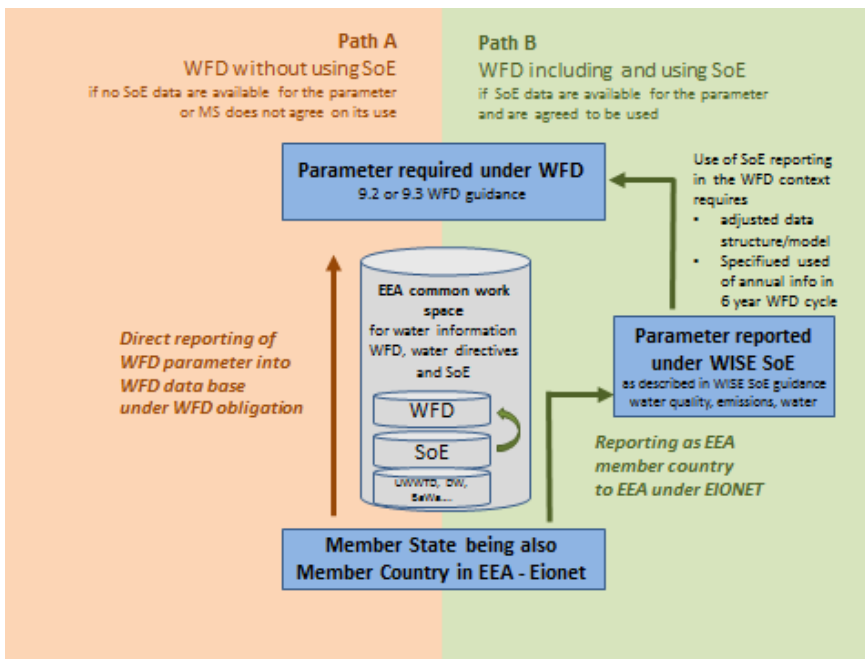 Path A
WFD without using SoE
if no SoE data are available for the parameter
or MS does not agree on its use
Path B
WFD including and using SoE
if SoE data are available for the parameter
and are agreed to be used
Parameter required under WFD
9.2 or 9.3 WFD guidance
Use of SoE reporting
in the WFD context
requires
• adjusted data
structure/model
• Specifiued used
of annual info in
6 year WFD cycle
EEA common work
space
for water information
WFD, water directives
and SoE
WFD
SoE
UWWTD, DW,
BaWa...
Direct reporting of
WFD parameter into
WFD data base
under WFD obligation
Parameter reported
under WISE SoE
as described in WISE SoE guidance
water quality, emissions, water
Reporting as EEA
member country
to EEA under EIONET
Member State being also
Member Country in EEA - Eionet